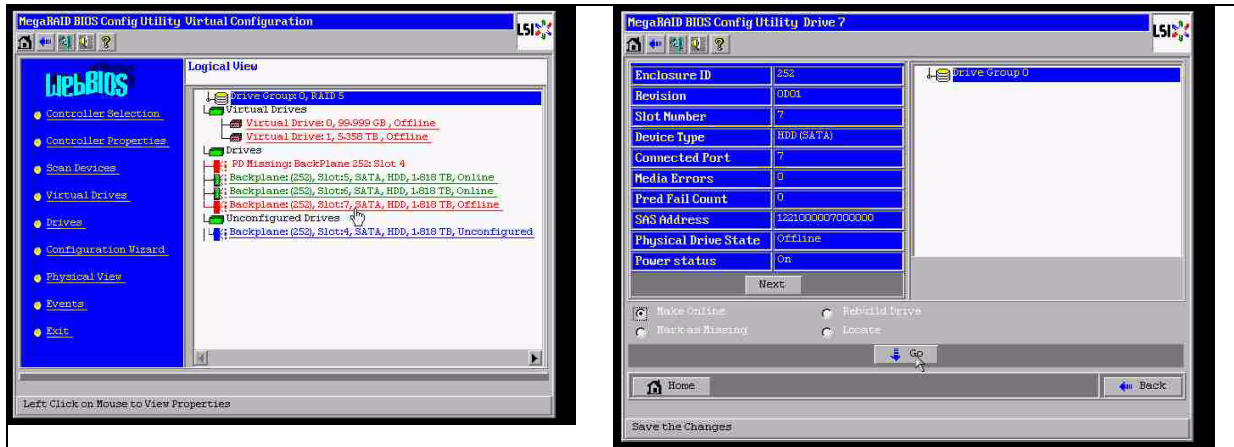 MegaRAID BIOS Config Utility Virtual Configuration
LSI
WebBIOS
Controller Selection
Controller Properties
Scan Devices
Virtual Drives
Drives
Configuration Wizard
Physical View
Events
Exit
Logical View
Drive Group: 0, RAID 5
Virtual Drives
Virtual Drive: 0, 99.999 GB , Offline
Virtual Drive: 1, 5.358 TB , Offline
Drives
PD Missing: BackPlane 252: Slot 4
Backplane: (252), Slot:5, SATA, HDD, 1.818 TB, Online
Backplane: (252), Slot:6, SATA, HDD, 1.818 TB, Online
Backplane: (252), Slot:7, SATA, HDD, 1.818 TB, Offline
Unconfigured Drives
Backplane: (252), Slot:4, SATA, HDD, 1.818 TB, Unconfigured
Left Click on Mouse to View Properties
MegaRAID BIOS Config Utility Drive 7
LSI
Enclosure ID 252
Revision 0D01
Slot Number 7
Device Type HDD (SATA)
Connected Port 7
Media Errors 0
Pred Fail Count 0
SAS Address 1221000007000000
Physical Drive State Offline
Power status On
Next
Drive Group 0
Make Online Rebuild Drive
Mark as Missing Locate
Go
Home Back
Save the Changes